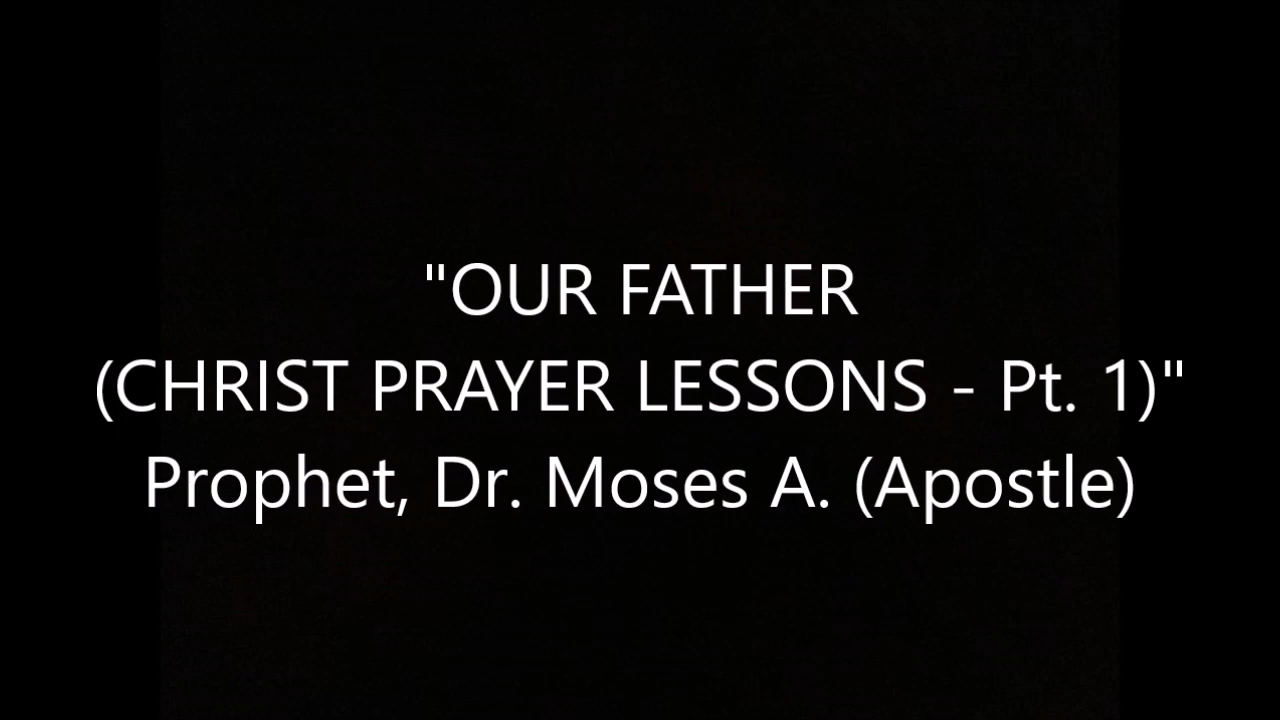 "OUR FATHER
(CHRIST PRAYER LESSONS - Pt. 1)"
Prophet, Dr. Moses A. (Apostle)